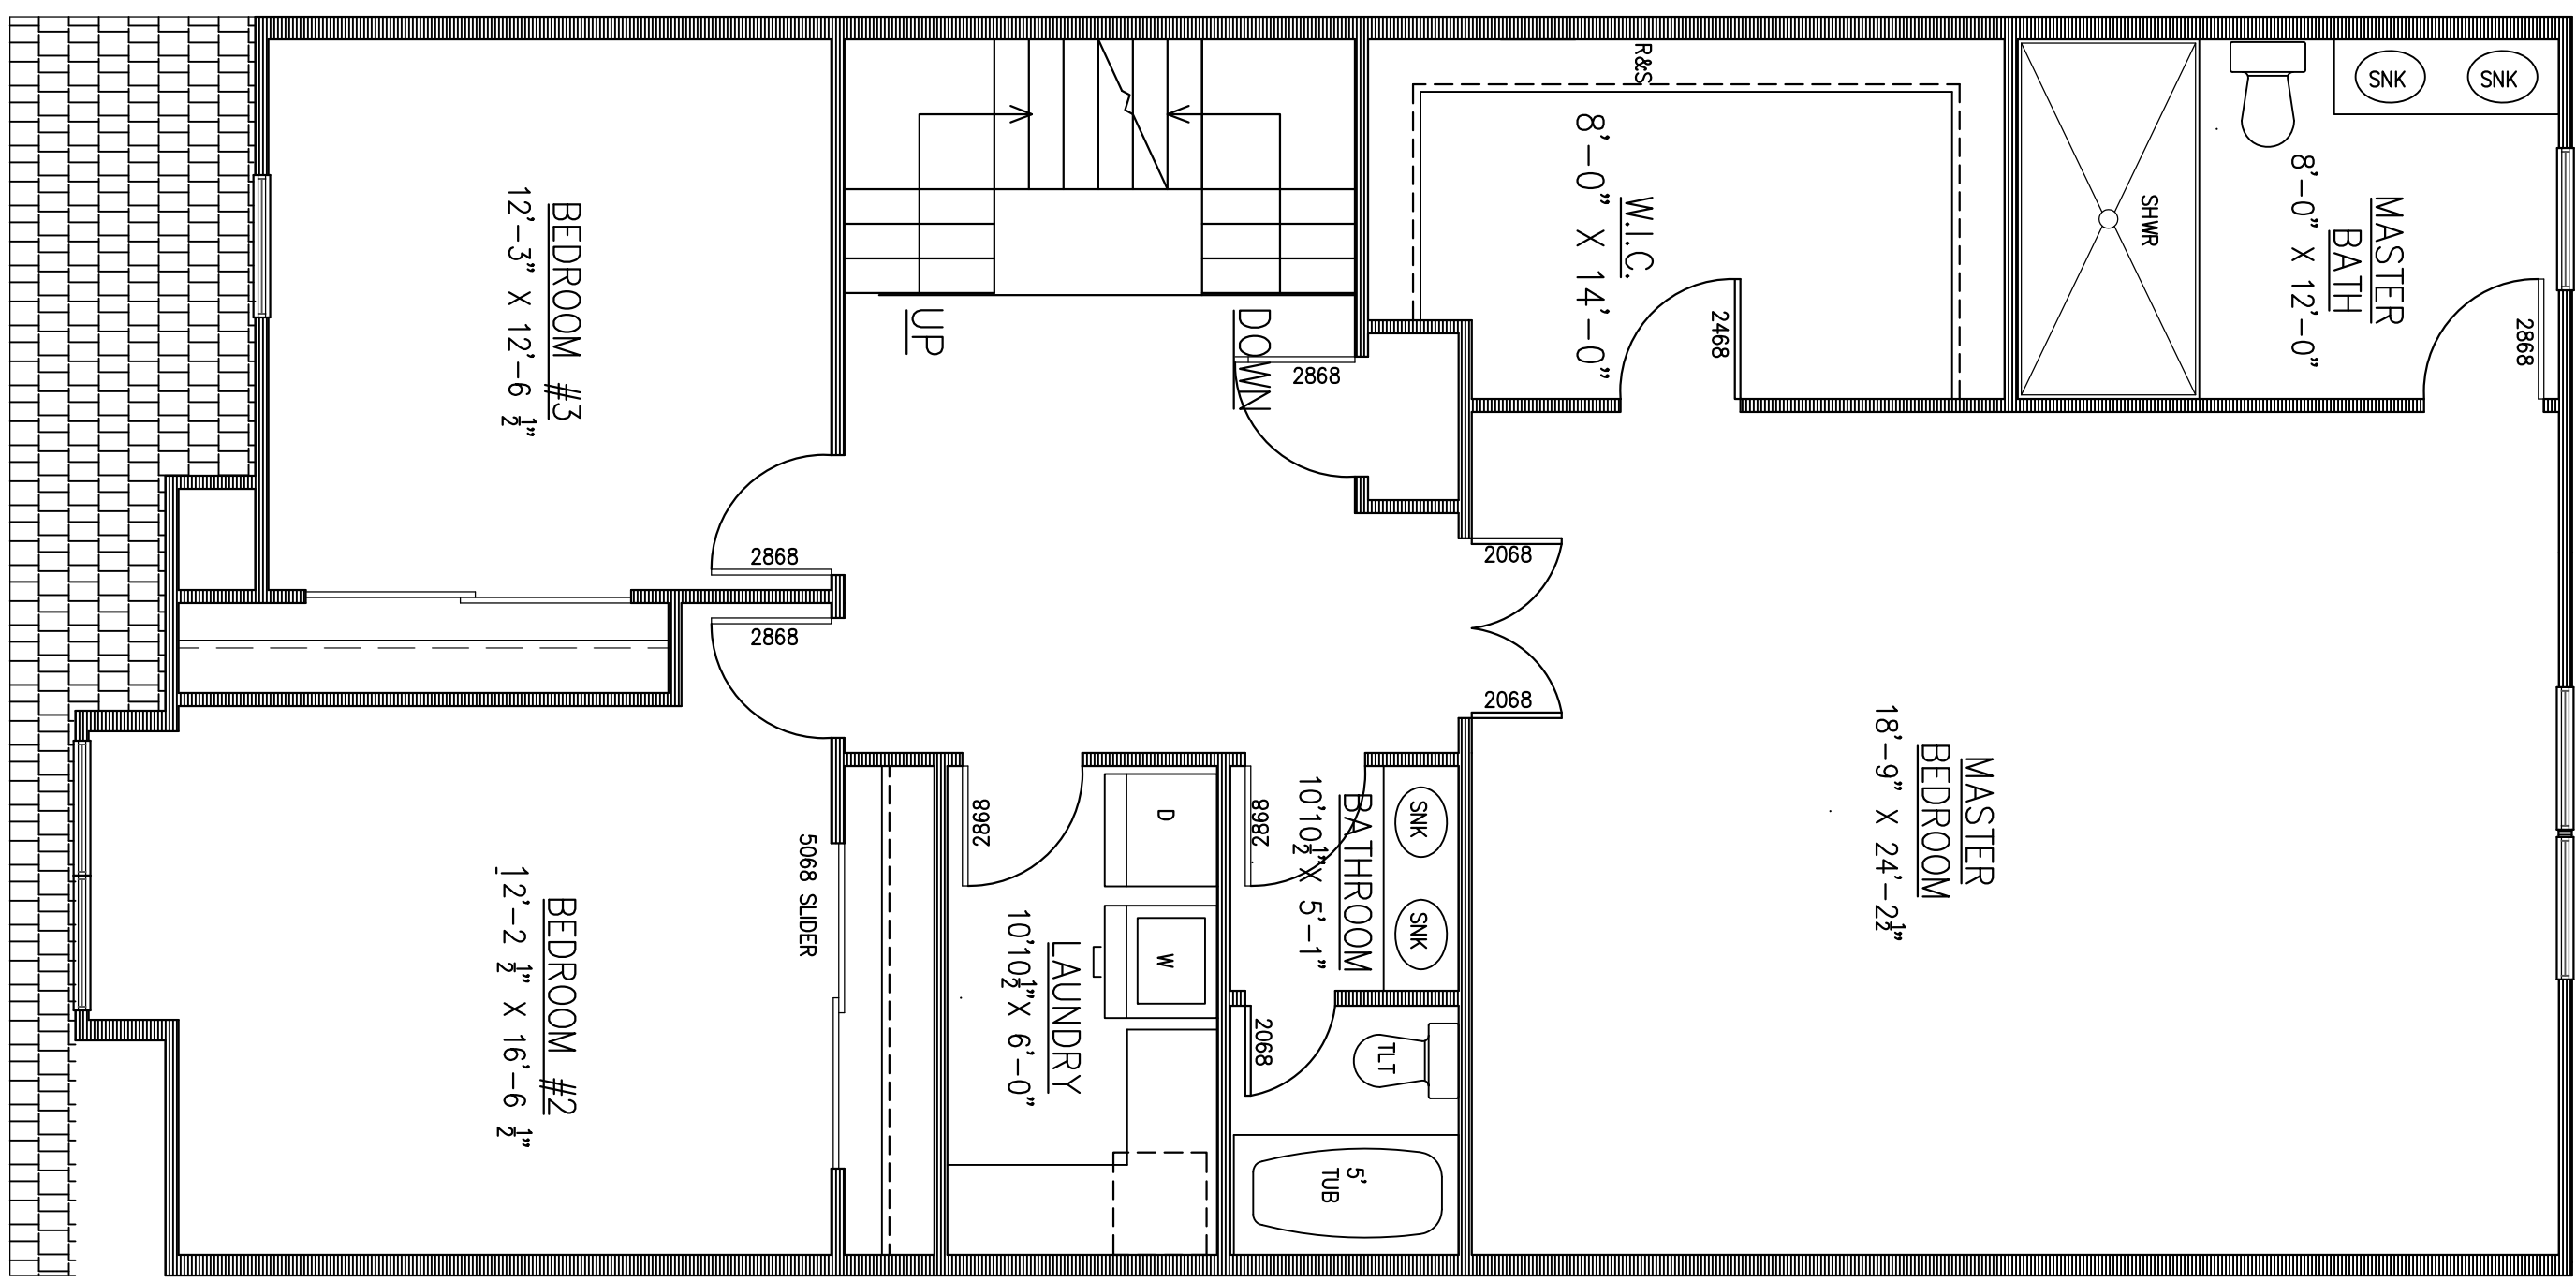 MASTER
BATH
8'-0" X 12'-0"
SNK
SNK
SHWR
2868
R&S
W.I.C.
8'-0" X 14'-0"
2468
DOWN
UP
2868
BEDROOM #3
12'-3" X 12'-6 1/2"
2868
2868
2068
2068
MASTER
BEDROOM
18'-9" X 24'-2 1/2"
BATHROOM
10'10 1/2" X 5'-1"
SNK
SNK
2868
2068
TLT
5'
TUB
LAUNDRY
10'10 1/2" X 6'-0"
D
W
2868
5068 SLIDER
BEDROOM #2
12'-2 1/2" X 16'-6 1/2"